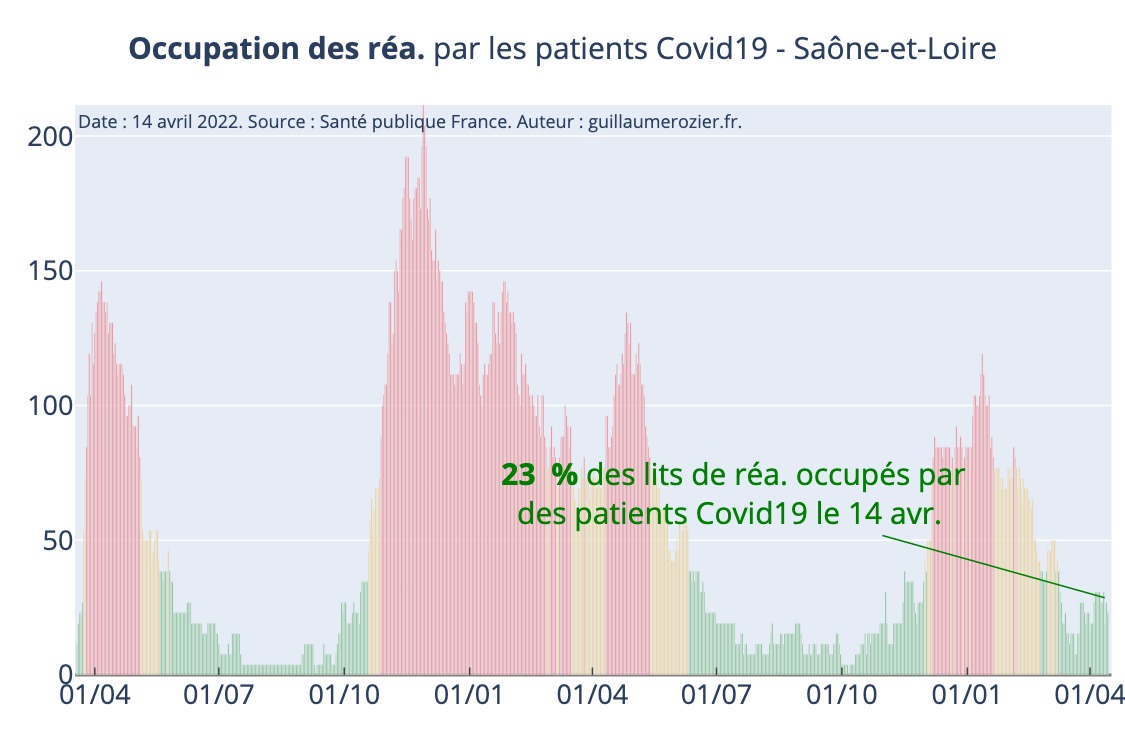 Occupation des réa. par les patients Covid19 - Saône-et-Loire
Date : 14 avril 2022. Source : Santé publique France. Auteur : guillaumerozier.fr.
200
150
100
23 % des lits de réa. occupés par
des patients Covid19 le 14 avr.
50
0
01/04 01/07 01/10 01/01 01/04 01/07 01/10 01/01 01/04